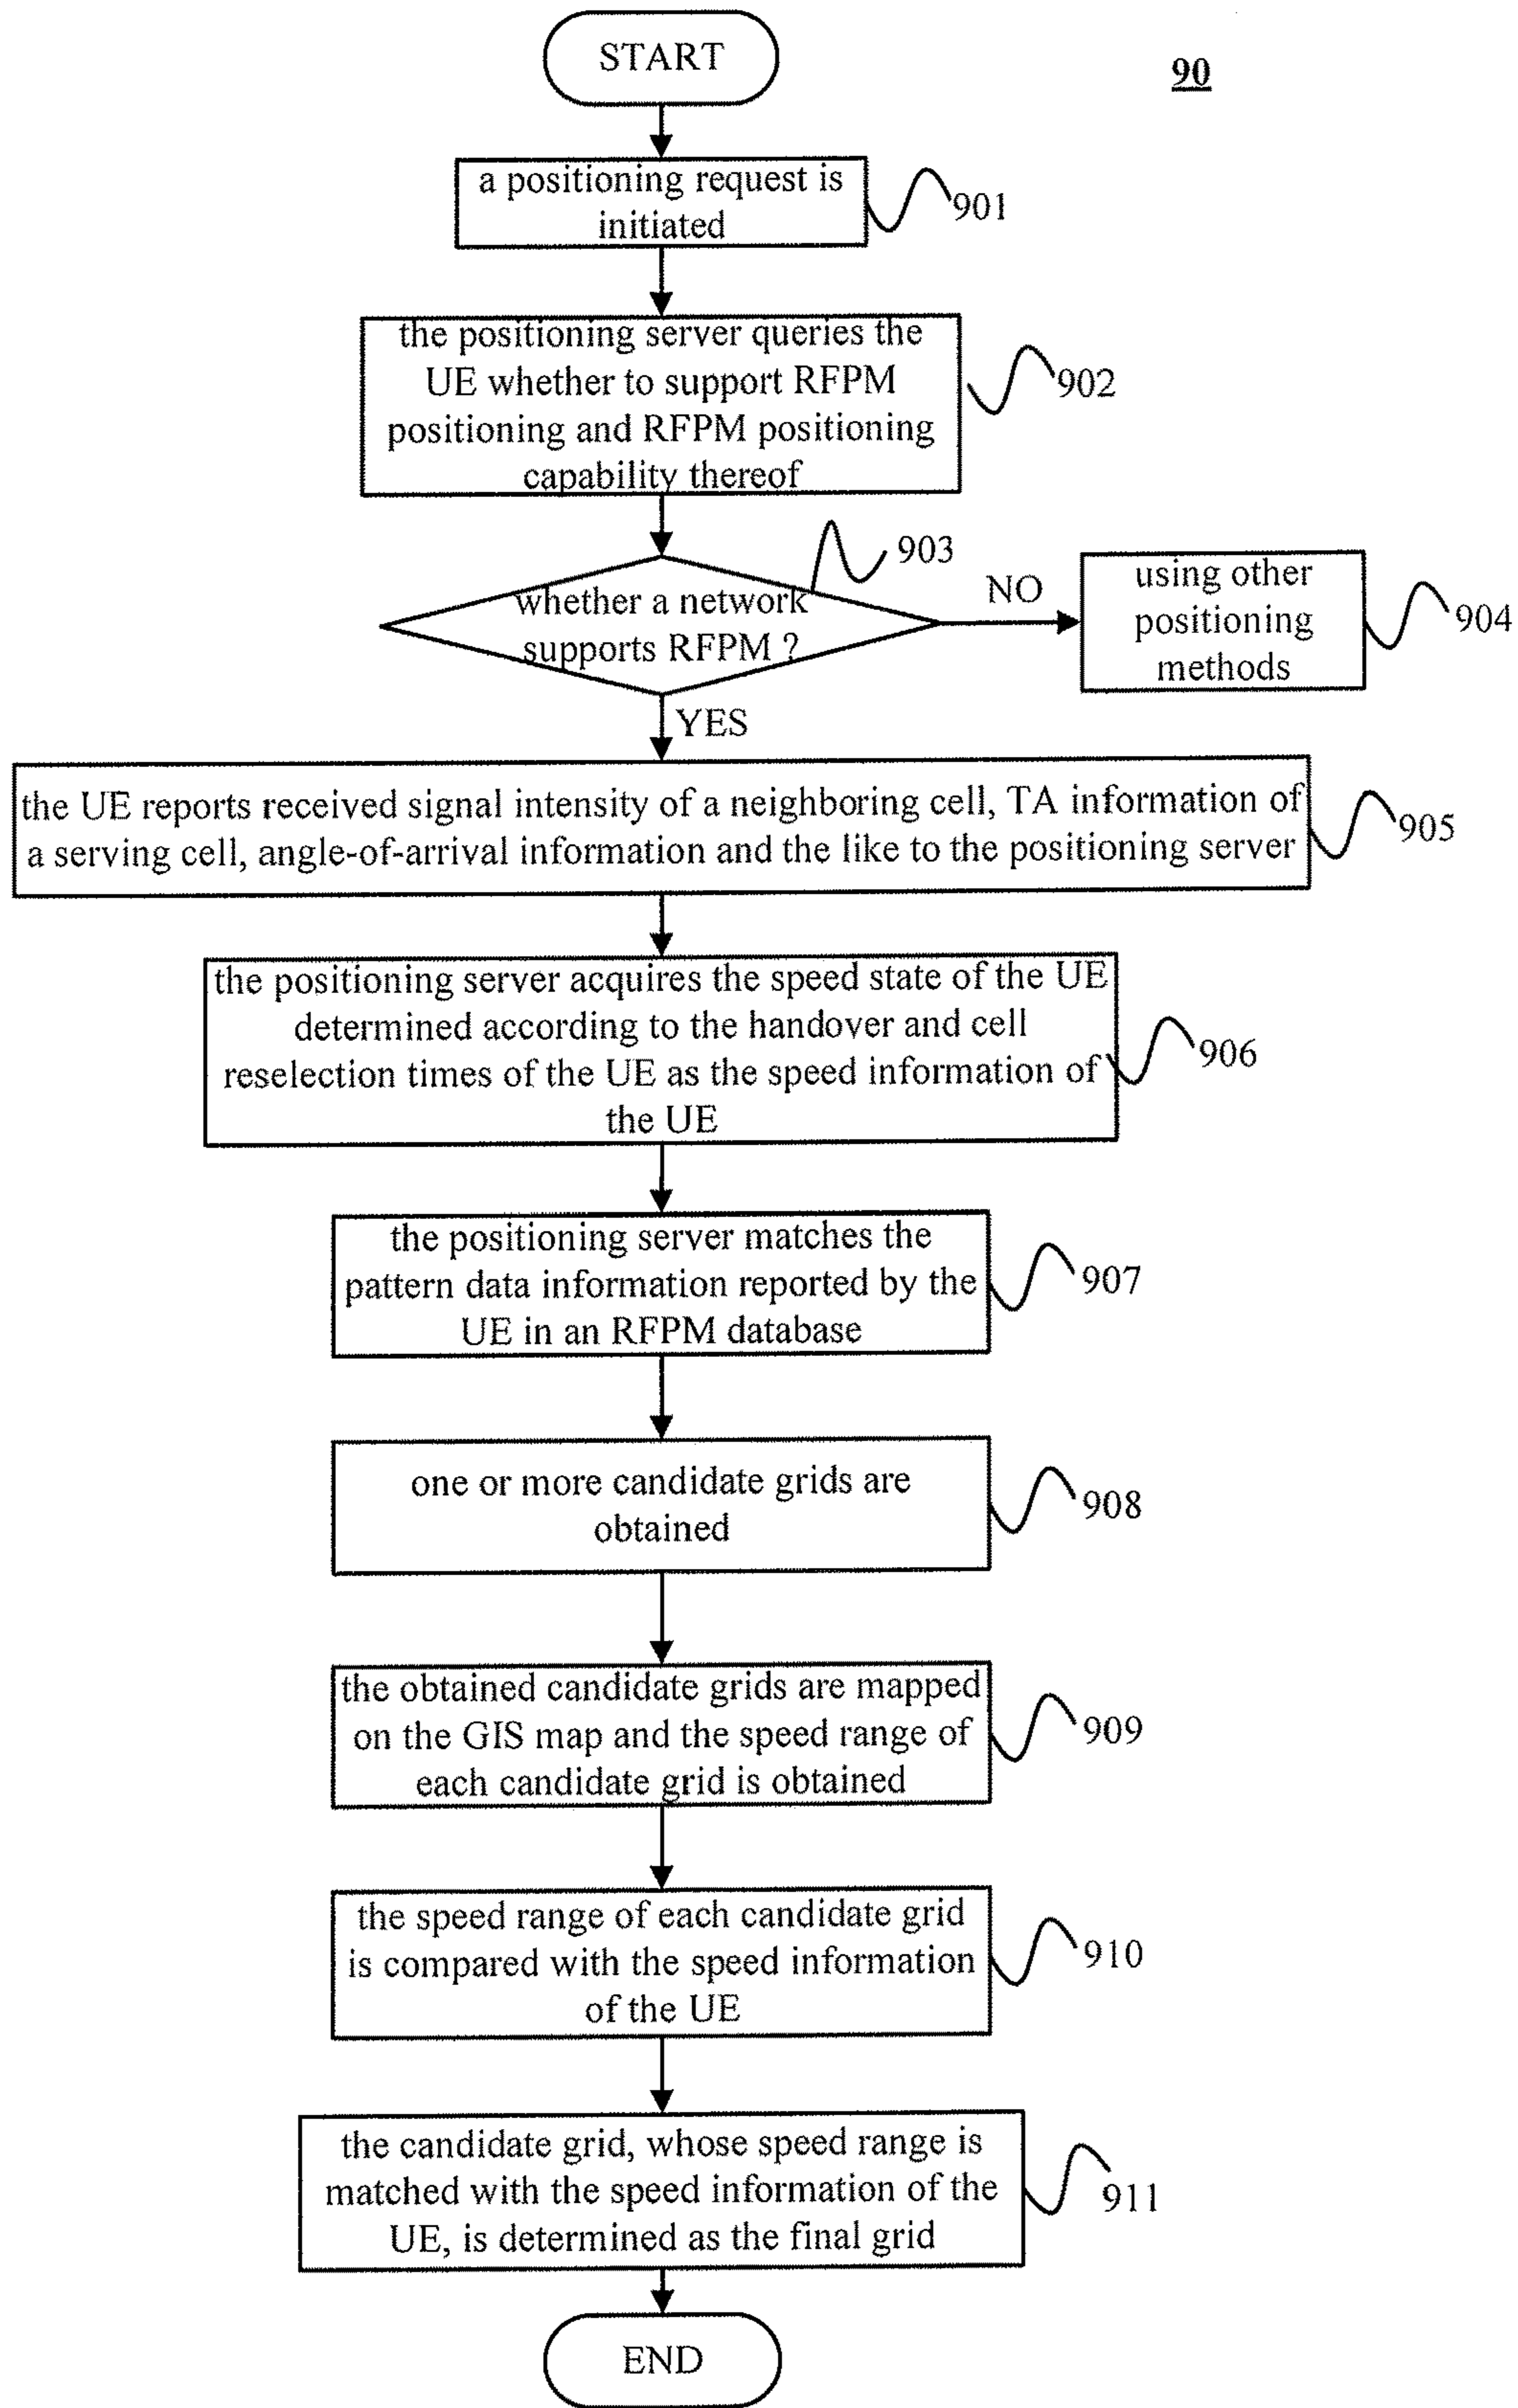 START
90
a positioning request is
initiated
901
the positioning server queries the
UE whether to support RFPM
positioning and RFPM positioning
capability thereof
902
903
whether a network
supports RFPM ?
NO
using other
positioning
methods
904
YES
the UE reports received signal intensity of a neighboring cell, TA information of
a serving cell, angle-of-arrival information and the like to the positioning server
905
the positioning server acquires the speed state of the UE
determined according to the handover and cell
reselection times of the UE as the speed information of
the UE
906
the positioning server matches the
pattern data information reported by the
UE in an RFPM database
907
one or more candidate grids are
obtained
908
the obtained candidate grids are mapped
on the GIS map and the speed range of
each candidate grid is obtained
909
the speed range of each candidate grid
is compared with the speed information
of the UE
910
the candidate grid, whose speed range is
matched with the speed information of the
UE, is determined as the final grid
911
END